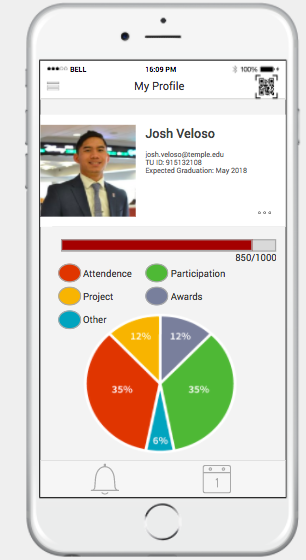 BELL 16:09 PM 100%
My Profile
Josh Veloso
josh.veloso@temple.edu
TU ID: 915132108
Expected Graduation: May 2018
850/1000
Attendence Participation
Project Awards
Other
12% 12%
35% 35%
6%
1